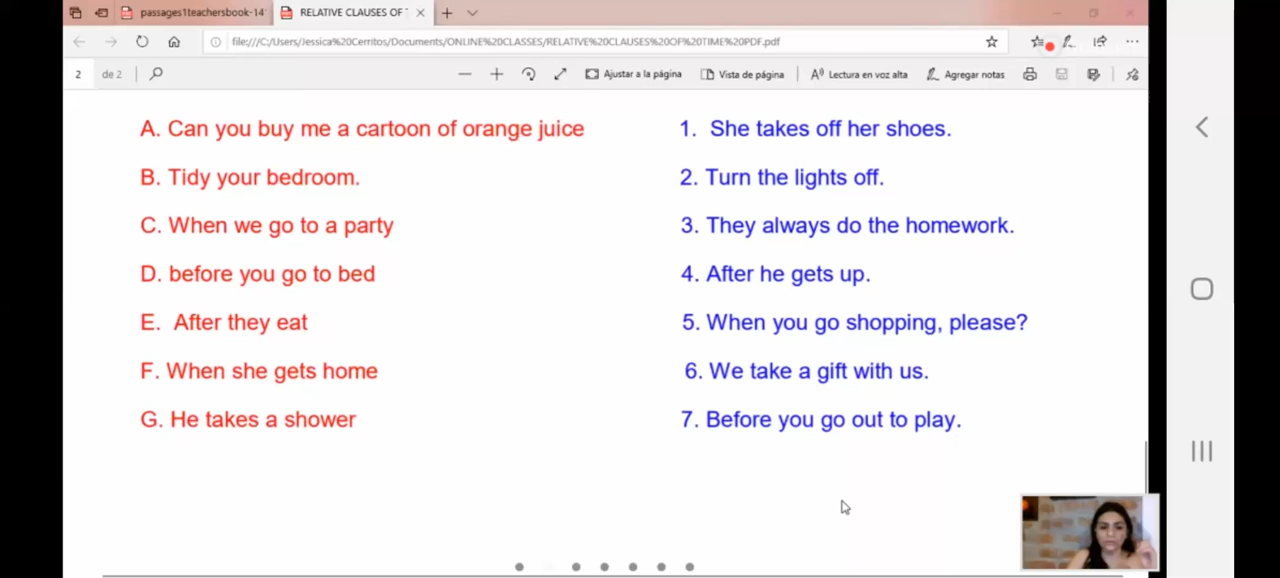 passages1teachersbook-14
RELATIVE CLAUSES OF
file:///C:/Users/Jessica%20Cerritos/Documents/ONLINE%20CLASSES/RELATIVE%20CLAUSES%20OF%20TIME%20PDF.pdf
2 de 2 Ajustar a la página Vista de página Lectura en voz alta Agregar notas
A. Can you buy me a cartoon of orange juice
1. She takes off her shoes.
B. Tidy your bedroom.
2. Turn the lights off.
C. When we go to a party
3. They always do the homework.
D. before you go to bed
4. After he gets up.
E. After they eat
5. When you go shopping, please?
F. When she gets home
6. We take a gift with us.
G. He takes a shower
7. Before you go out to play.